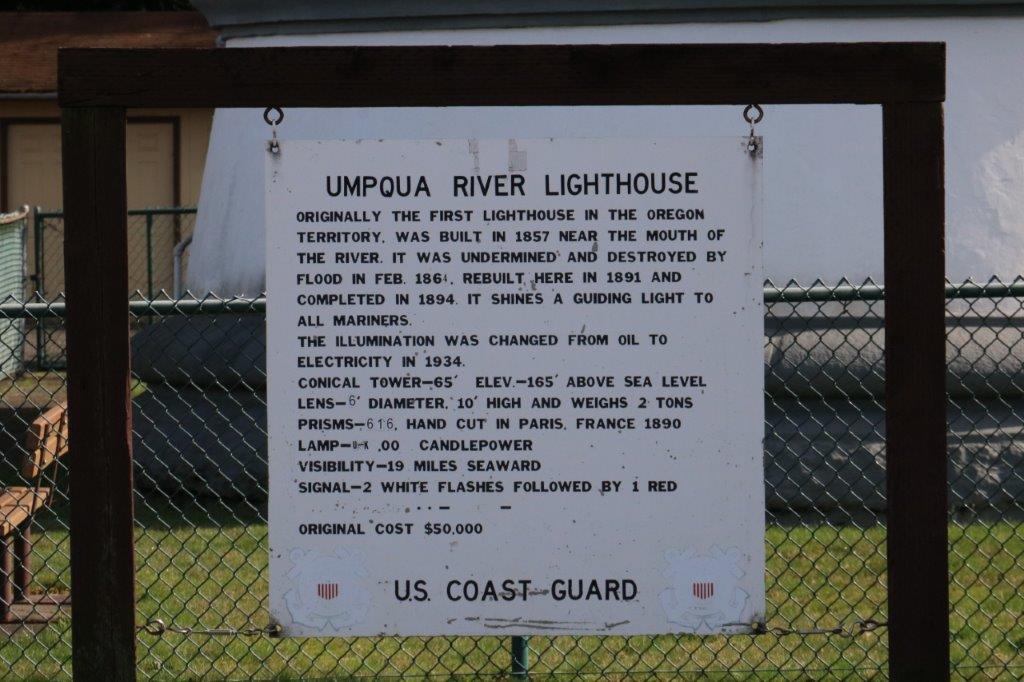 UMPQUA RIVER LIGHTHOUSE
ORIGINALLY THE FIRST LIGHTHOUSE IN THE OREGON
TERRITORY, WAS BUILT IN 1857 NEAR THE MOUTH OF
THE RIVER. IT WAS UNDERMINED AND DESTROYED BY
FLOOD IN FEB. 1864. REBUILT HERE IN 1891 AND
COMPLETED IN 1894. IT SHINES A GUIDING LIGHT TO
ALL MARINERS.
THE ILLUMINATION WAS CHANGED FROM OIL TO
ELECTRICITY IN 1934.
CONICAL TOWER-65' ELEV.-165' ABOVE SEA LEVEL
LENS-6' DIAMETER, 10' HIGH AND WEIGHS 2 TONS
PRISMS-616, HAND CUT IN PARIS, FRANCE 1890
LAMP- CANDLEPOWER
VISIBILITY-19 MILES SEAWARD
SIGNAL-2 WHITE FLASHES FOLLOWED BY 1 RED
ORIGINAL COST $50,000
U.S. COAST GUARD